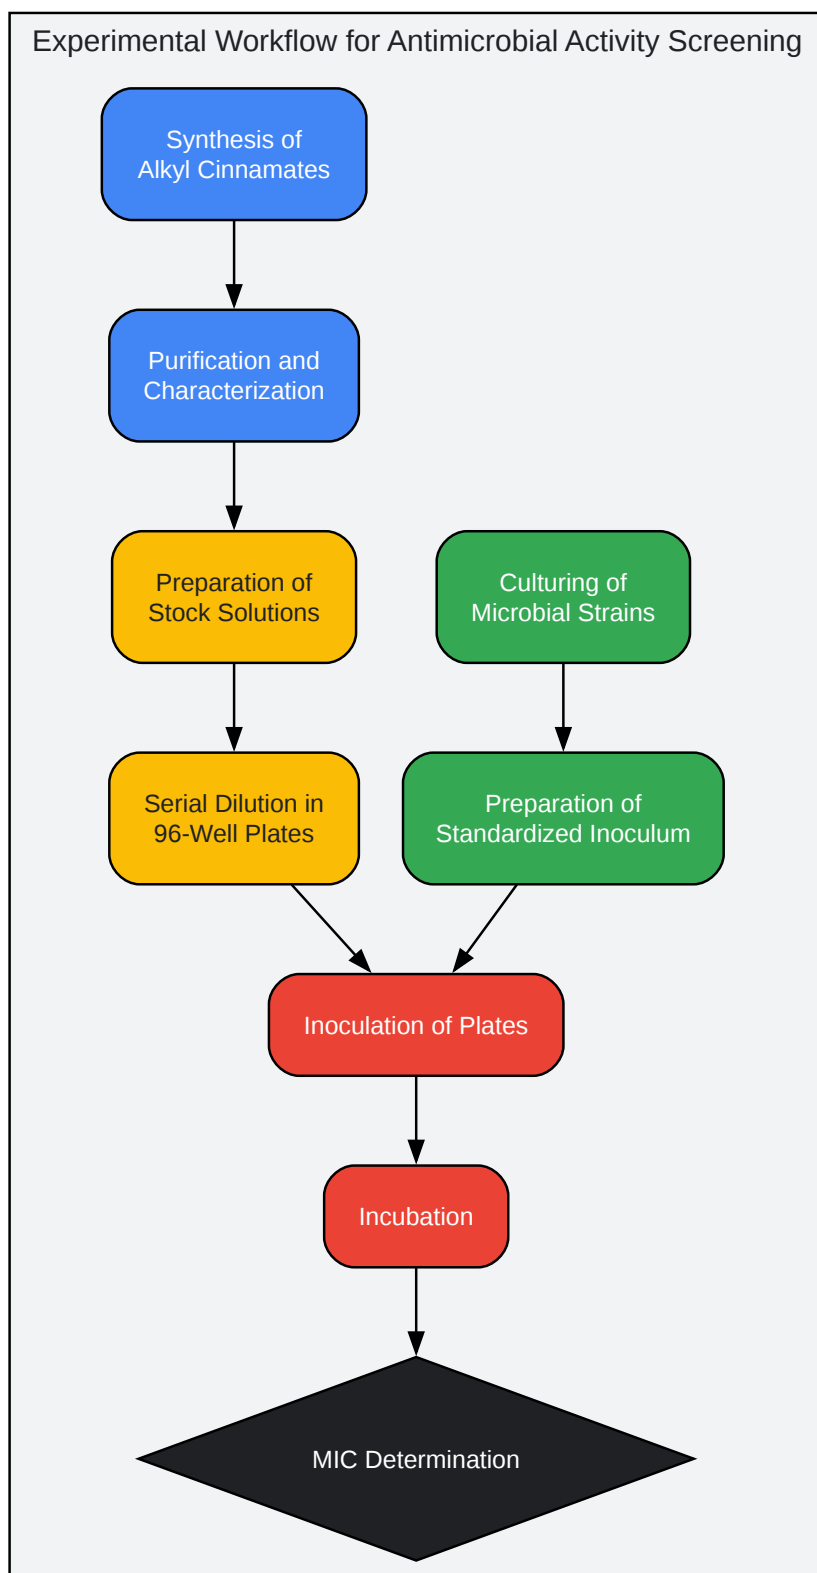 Experimental Workflow for Antimicrobial Activity Screening
Synthesis of
Alkyl Cinnamates
Purification and
Characterization
Preparation of
Stock Solutions
Culturing of
Microbial Strains
Serial Dilution in
96-Well Plates
Preparation of
Standardized Inoculum
Inoculation of Plates
Incubation
MIC Determination